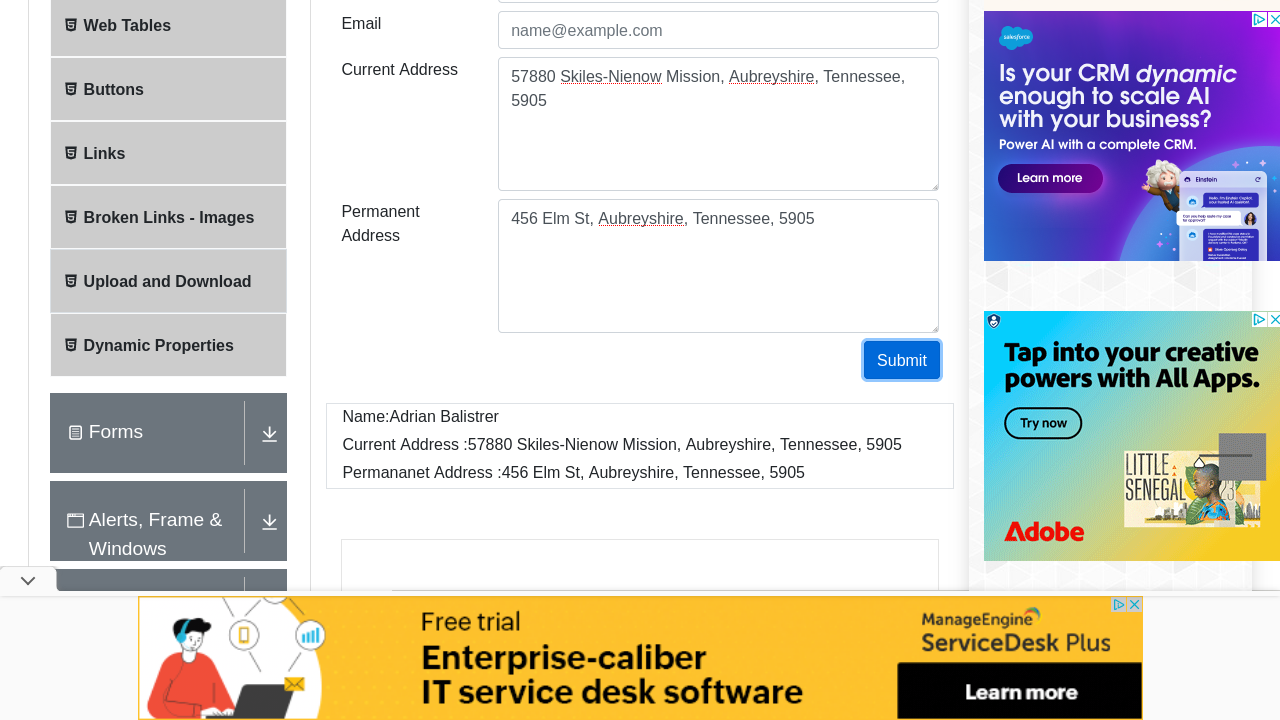 Web Tables
Buttons
Links
Broken Links - Images
Upload and Download
Dynamic Properties
Forms
Alerts, Frame &
Windows
Email
name@example.com
Current Address
57880 Skiles-Nienow Mission, Aubreyshire, Tennessee,
5905
Permanent
Address
456 Elm St, Aubreyshire, Tennessee, 5905
Submit
Name:Adrian Balistrer
Current Address :57880 Skiles-Nienow Mission, Aubreyshire, Tennessee, 5905
Permananet Address :456 Elm St, Aubreyshire, Tennessee, 5905
salesforce
Is your CRM dynamic
enough to scale AI
with your business?
Power AI with a complete CRM.
Learn more
Einstein
Tap into your creative
powers with All Apps.
Try now
LITTLE
SENEGAL
Adobe
Free trial
Enterprise-caliber
IT service desk software
ManageEngine
ServiceDesk Plus
Learn more